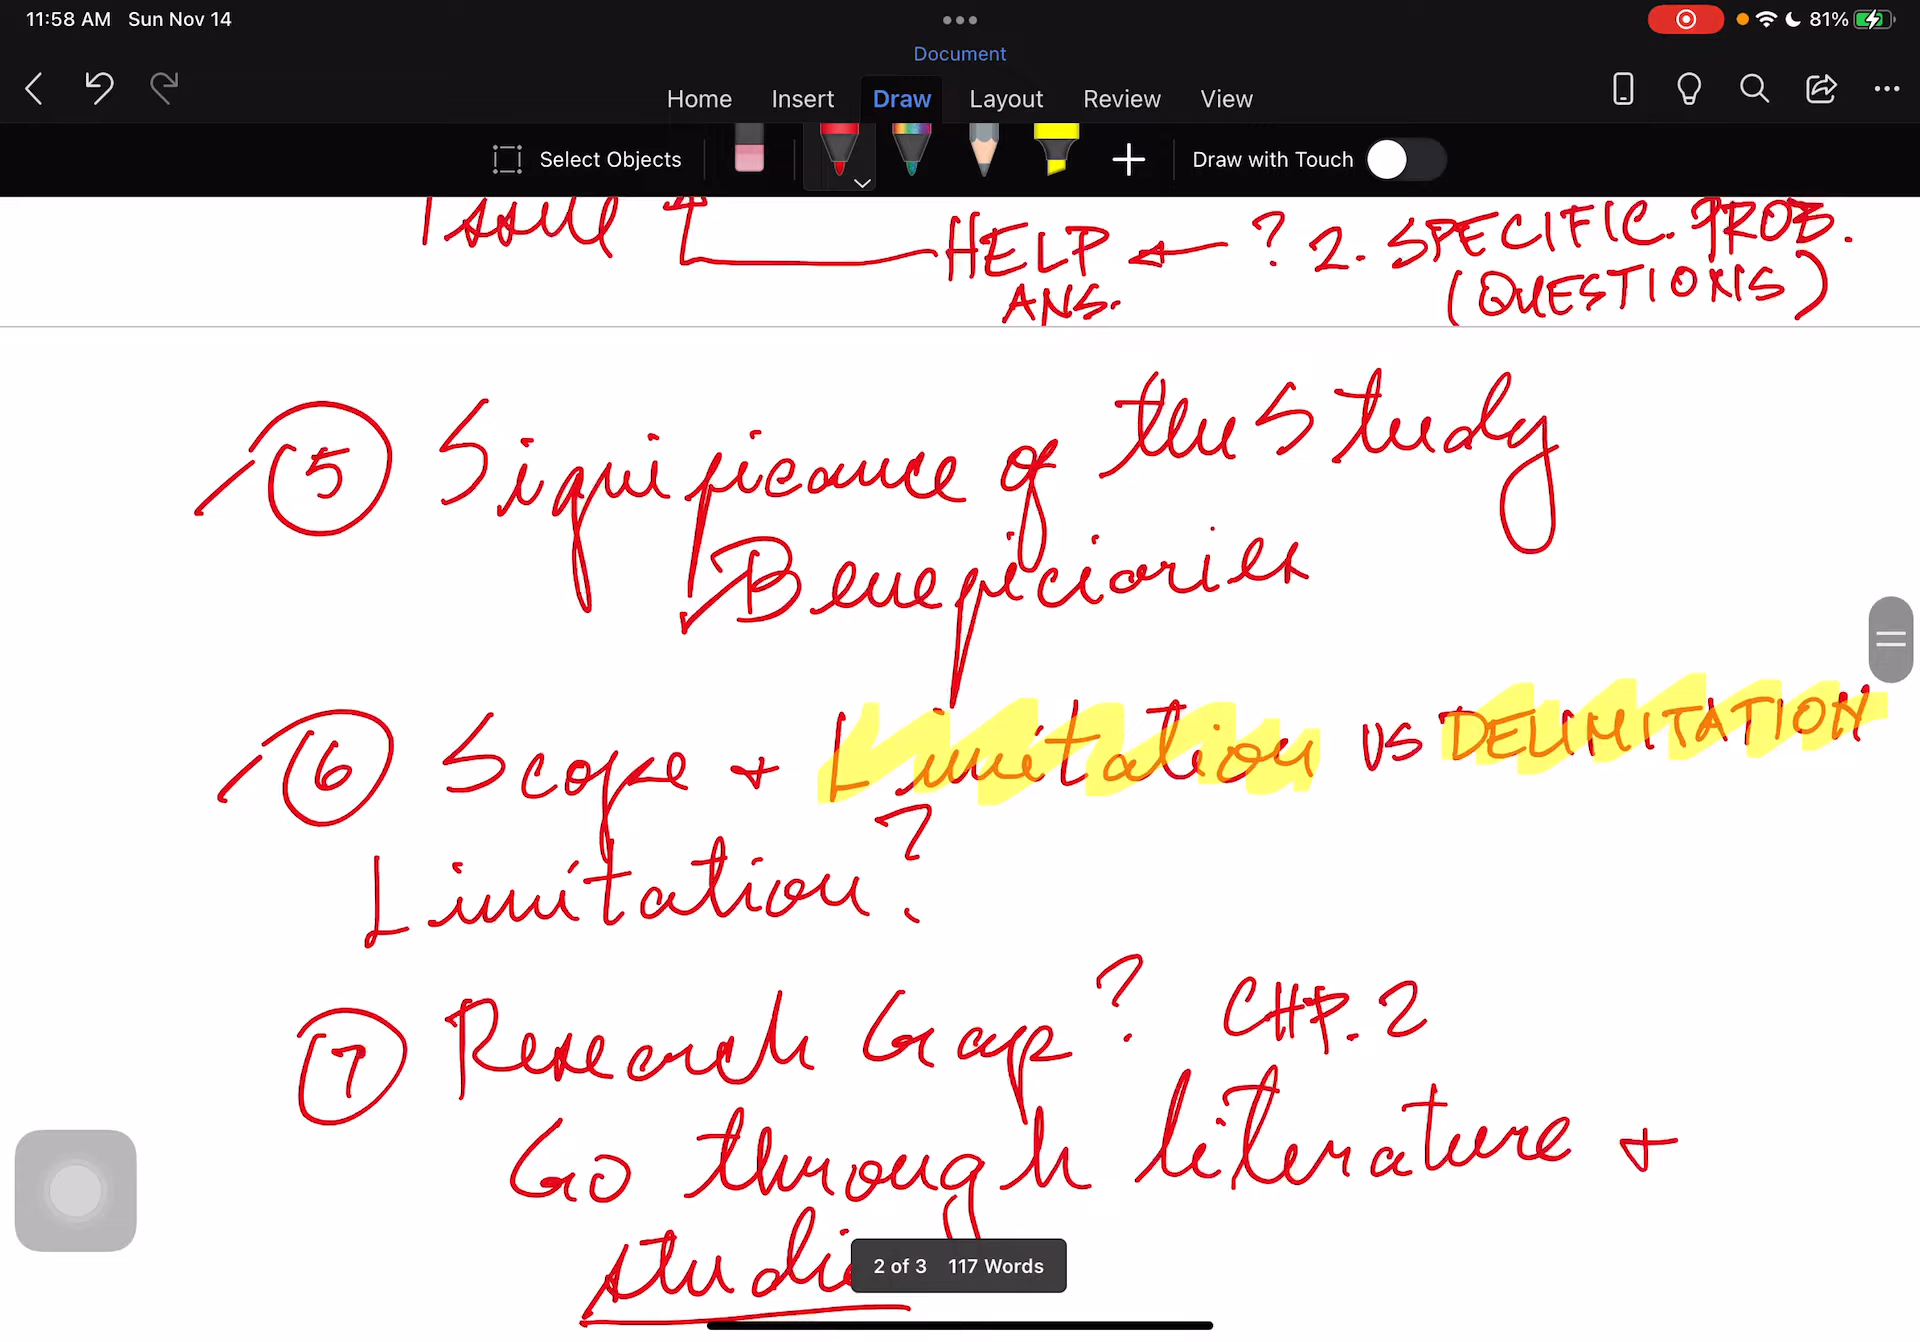 11:58 AM Sun Nov 14
81%
Document
Home Insert Draw Layout Review View
Select Objects
Draw with Touch
Issue
HELP ? 2. SPECIFIC. PROB.
ANS. (QUESTIONS)
5 Significance of the Study
Beneficiaries
6 Scope + Limitation VS DELIMITATION
Limitation?
7 Research Gap? CHP. 2
Go through literature +
studie
2 of 3 117 Words